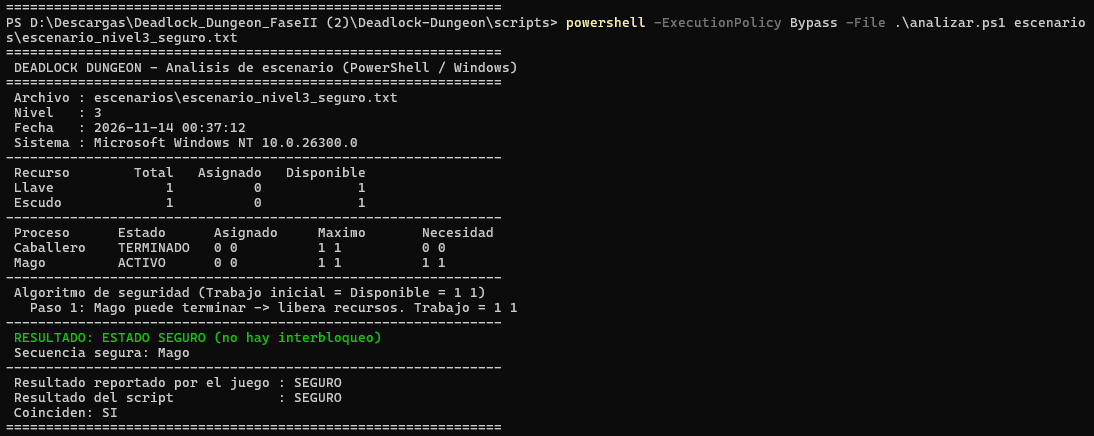 ==============================================================
PS D:\Descargas\Deadlock_Dungeon_FaseII (2)\Deadlock-Dungeon\scripts> powershell -ExecutionPolicy Bypass -File .\analizar.ps1 escenario
s\escenario_nivel3_seguro.txt
==============================================================
DEADLOCK DUNGEON - Analisis de escenario (PowerShell / Windows)
==============================================================
Archivo : escenarios\escenario_nivel3_seguro.txt
Nivel   : 3
Fecha   : 2026-11-14 00:37:12
Sistema : Microsoft Windows NT 10.0.26300.0
--------------------------------------------------------------
Recurso        Total   Asignado   Disponible
Llave              1          0            1
Escudo             1          0            1
--------------------------------------------------------------
Proceso      Estado      Asignado     Maximo       Necesidad
Caballero    TERMINADO   0 0          1 1          0 0
Mago         ACTIVO      0 0          1 1          1 1
--------------------------------------------------------------
Algoritmo de seguridad (Trabajo inicial = Disponible = 1 1)
  Paso 1: Mago puede terminar -> libera recursos. Trabajo = 1 1
--------------------------------------------------------------
RESULTADO: ESTADO SEGURO (no hay interbloqueo)
Secuencia segura: Mago
--------------------------------------------------------------
Resultado reportado por el juego : SEGURO
Resultado del script             : SEGURO
Coinciden: SI
==============================================================